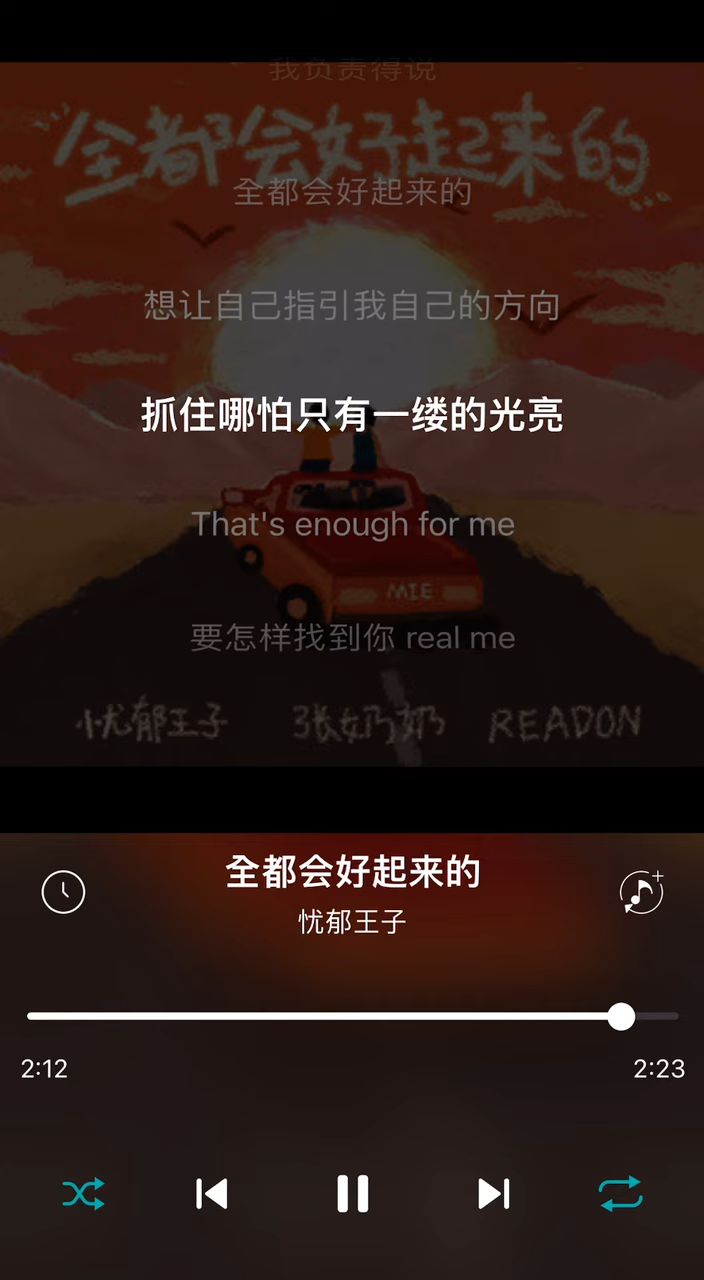 我负责得说
全都会好起来的
全都会好起来的
想让自己指引我自己的方向
抓住哪怕只有一缕的光亮
That's enough for me
MIE
要怎样找到你 real me
小忧郁王子 张奶奶 READON
全都会好起来的
忧郁王子
2:12 2:23